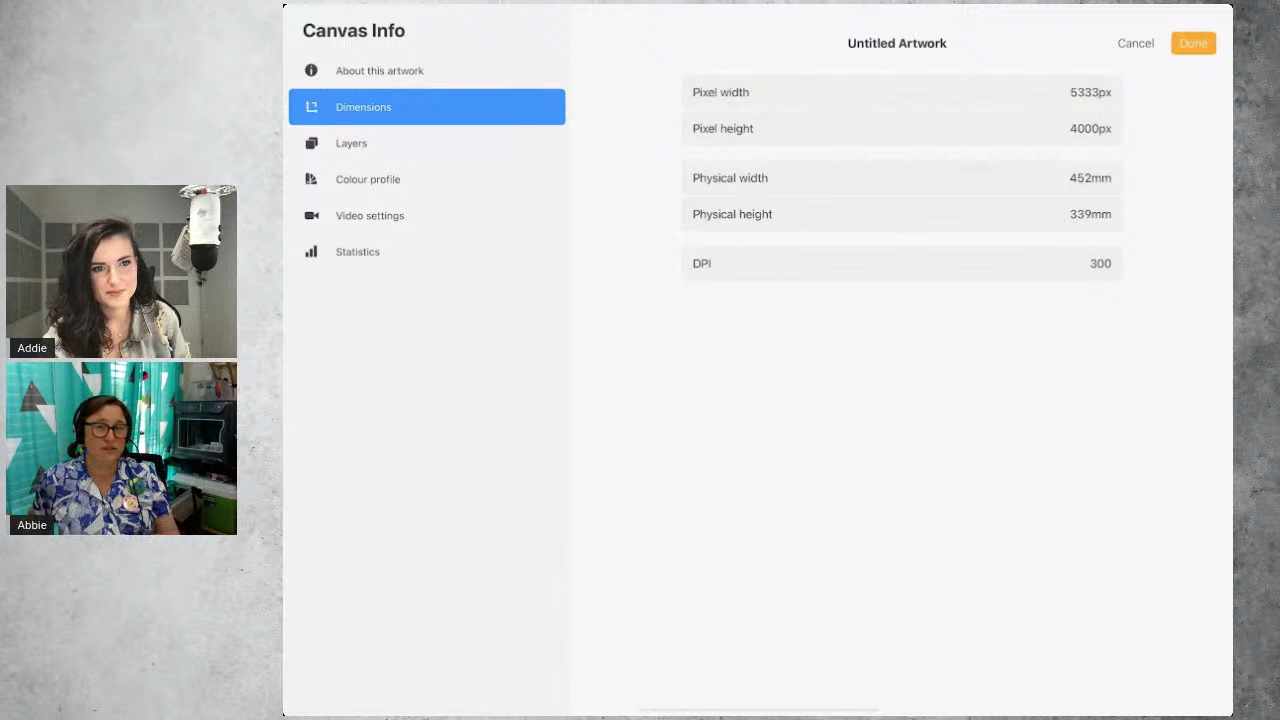 Canvas Info
About this artwork
Dimensions
Layers
Colour profile
Video settings
Statistics
Untitled Artwork
Cancel
Done
Pixel width 5333px
Pixel height 4000px
Physical width 452mm
Physical height 339mm
DPI 300
Addie
Abbie